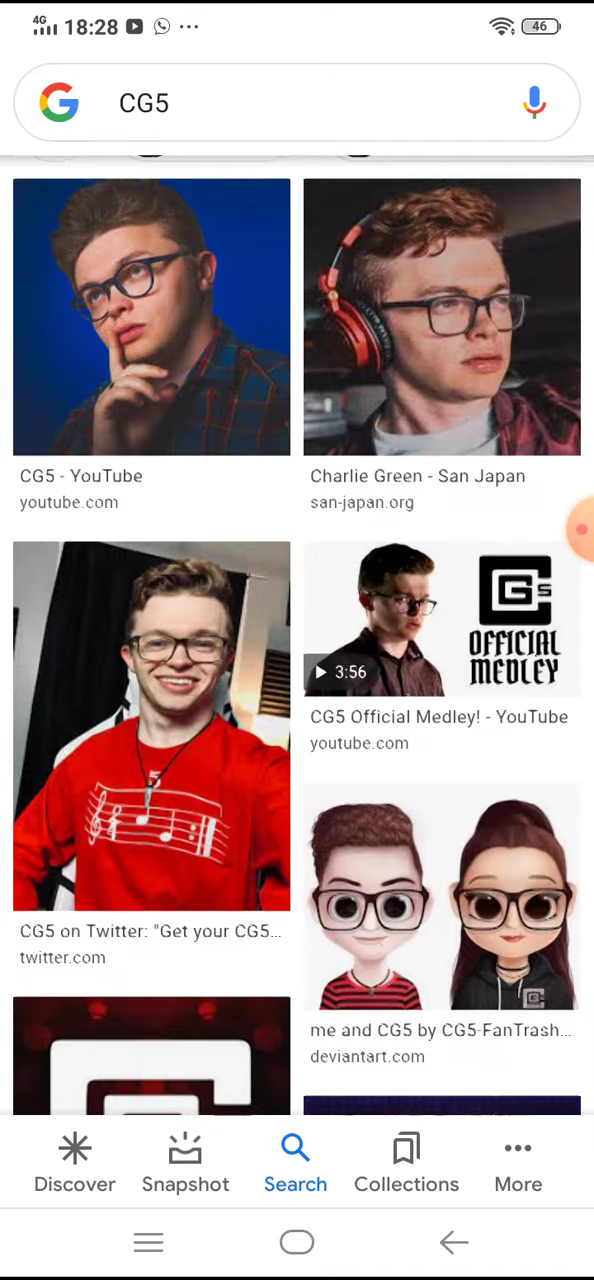 4G 18:28 46
CG5
CG5 - YouTube
youtube.com
Charlie Green - San Japan
san-japan.org
3:56
OFFICIAL
MEDLEY
CG5 Official Medley! - YouTube
youtube.com
CG5 on Twitter: "Get your CG5...
twitter.com
me and CG5 by CG5-FanTrash...
deviantart.com
Discover Snapshot Search Collections More